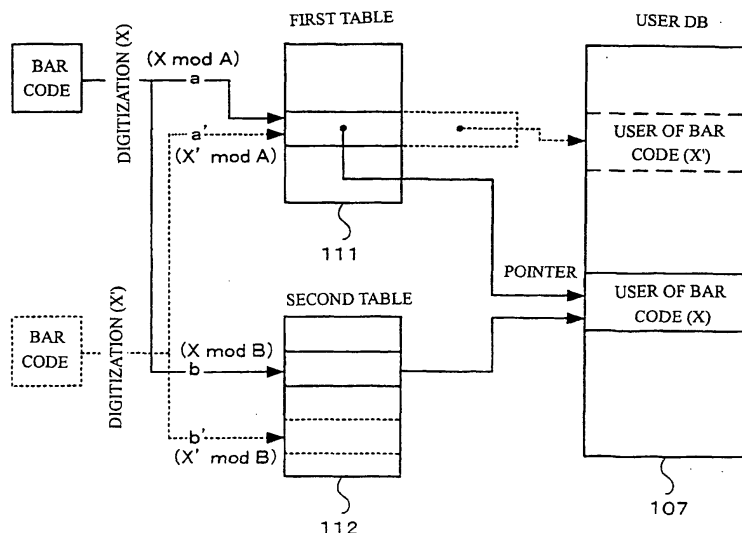 FIRST TABLE
USER DB
BAR
CODE
DIGITIZATION (X)
(X mod A)
a
a'
(X' mod A)
USER OF BAR
CODE (X')
111
POINTER
SECOND TABLE
USER OF BAR
CODE (X)
BAR
CODE
DIGITIZATION (X')
(X mod B)
b
b'
(X' mod B)
112
107